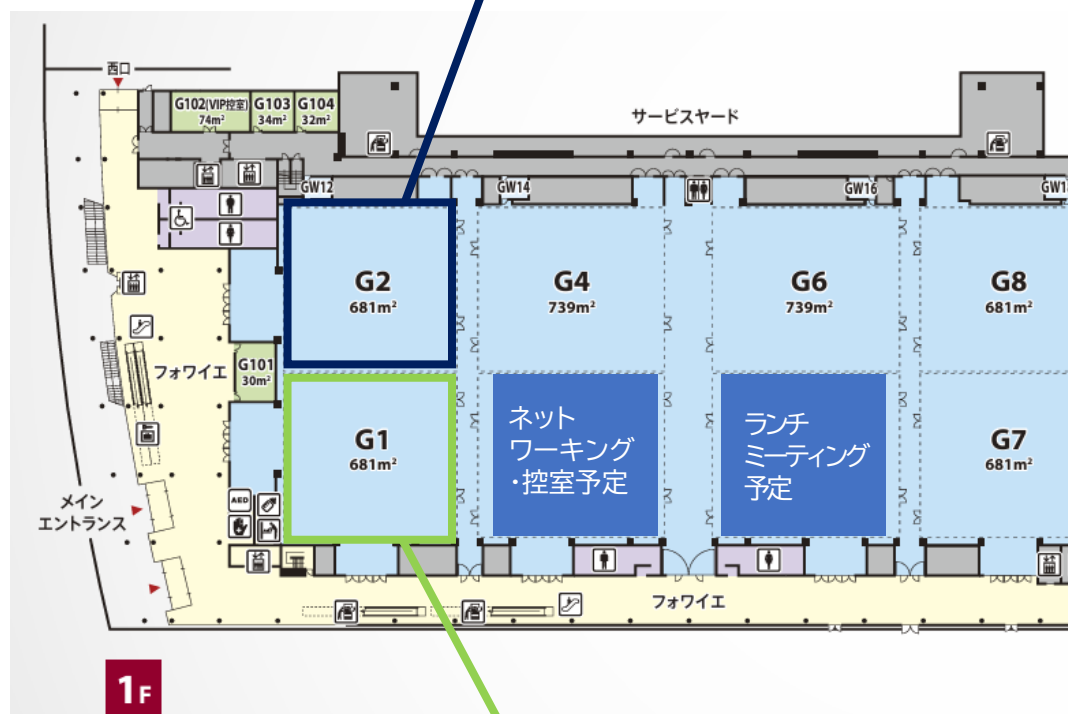 西口
G102(VIP控室)
74m²
G103
34m²
G104
32m²
サービスヤード
GW12
GW14
GW16
GW1
G2
681m²
G4
739m²
G6
739m²
G8
681m²
フォワイエ
G101
30m²
G1
681m²
ネット
ワーキング
・控室予定
ランチ
ミーティング
予定
G7
681m²
メイン
エントランス
AED
フォワイエ
1F